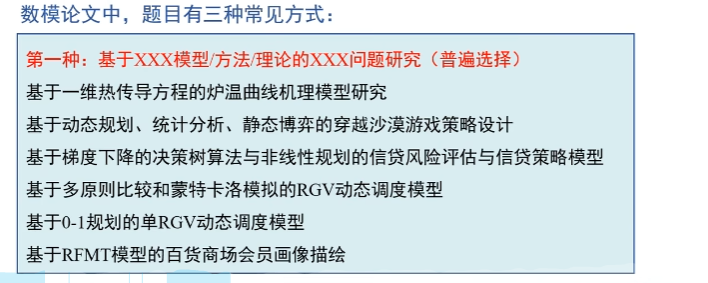 数模论文中，题目有三种常见方式：
第一种：基于XXX模型/方法/理论的XXX问题研究（普遍选择）
基于一维热传导方程的炉温曲线机理模型研究
基于动态规划、统计分析、静态博弈的穿越沙漠游戏策略设计
基于梯度下降的决策树算法与非线性规划的信贷风险评估与信贷策略模型
基于多原则比较和蒙特卡洛模拟的RGV动态调度模型
基于0-1规划的单RGV动态调度模型
基于RFMT模型的百货商场会员画像描绘